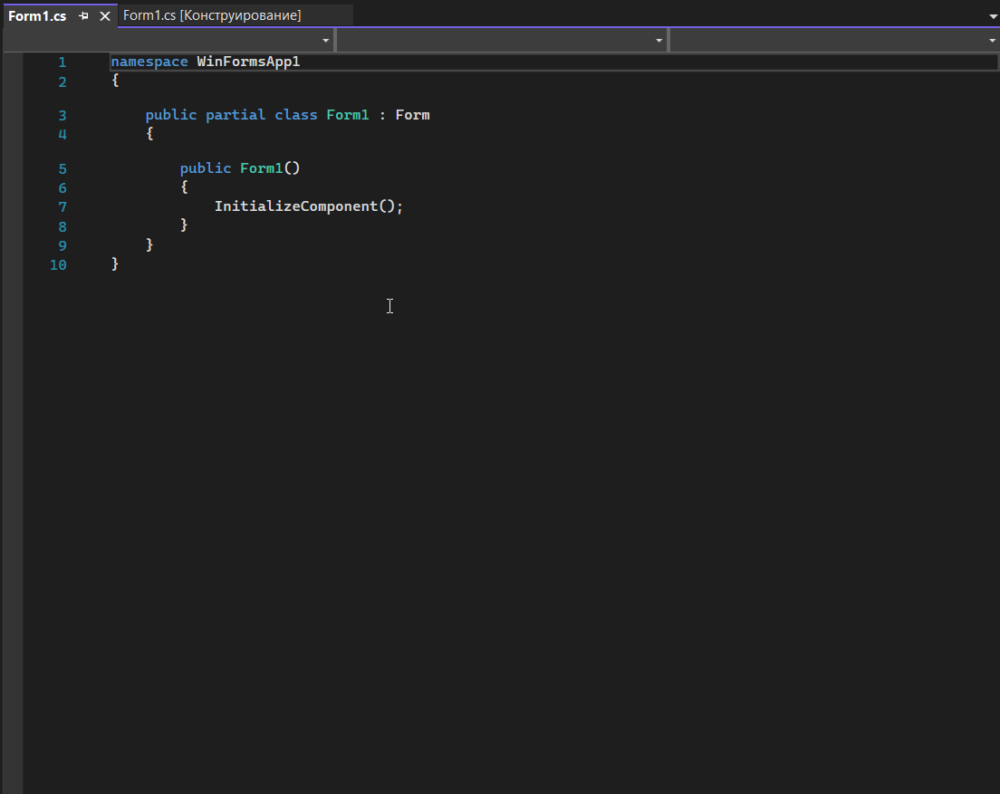 Form1.cs Form1.cs [Конструирование]
1 namespace WinFormsApp1
2 {
3 public partial class Form1 : Form
4 {
5 public Form1()
6 {
7 InitializeComponent();
8 }
9 }
10 }